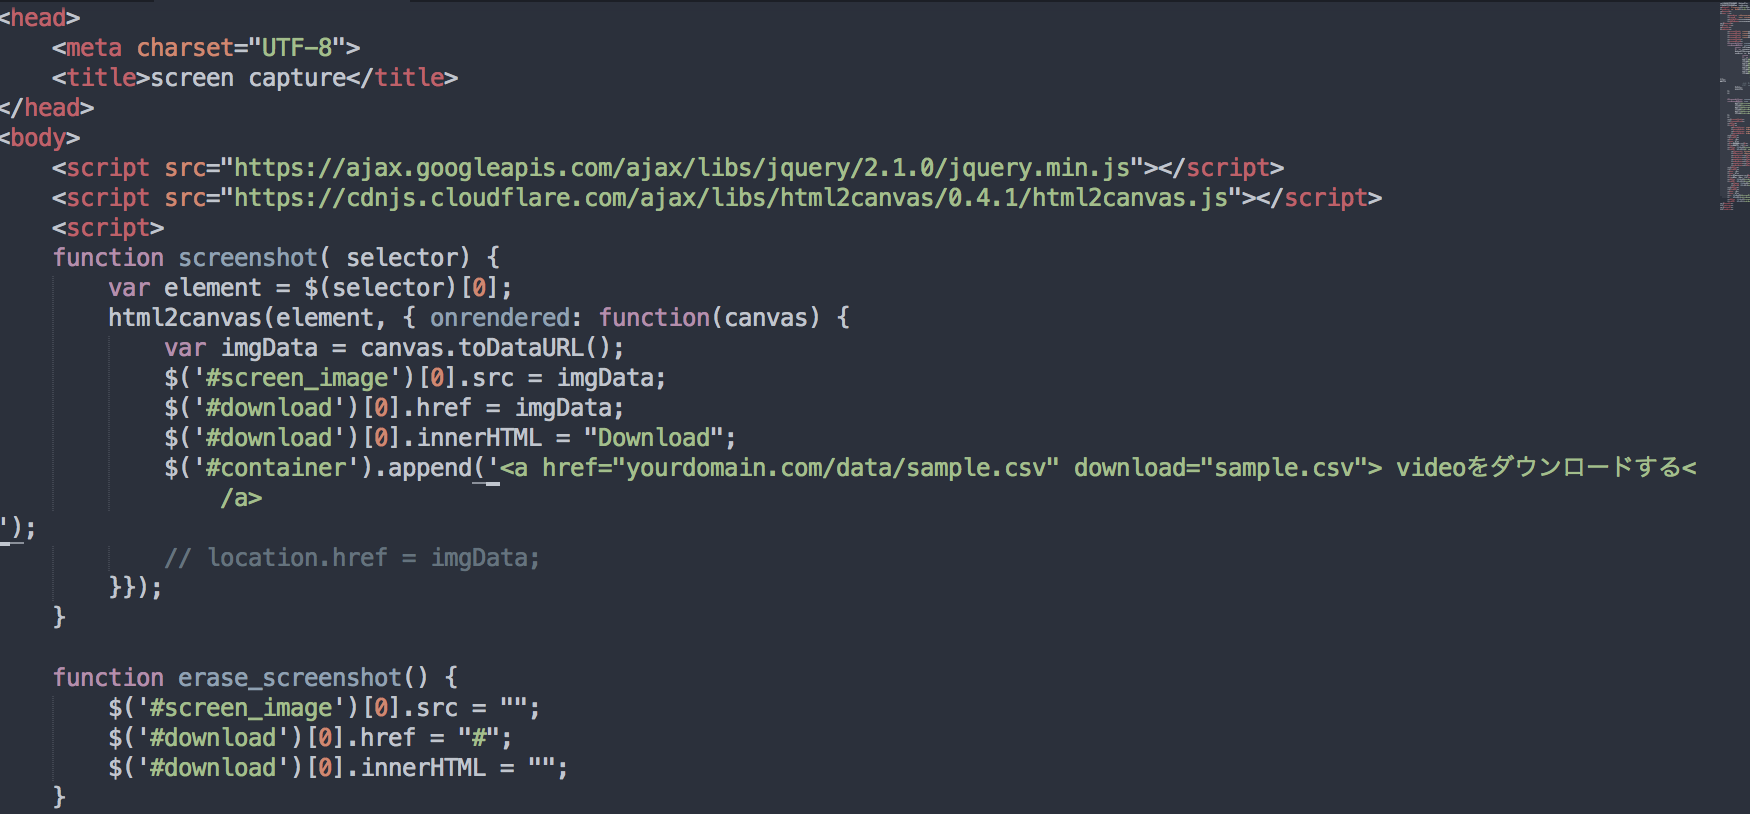 <head>
    <meta charset="UTF-8">
    <title>screen capture</title>
</head>
<body>
    <script src="https://ajax.googleapis.com/ajax/libs/jquery/2.1.0/jquery.min.js"></script>
    <script src="https://cdnjs.cloudflare.com/ajax/libs/html2canvas/0.4.1/html2canvas.js"></script>
    <script>
    function screenshot( selector) {
        var element = $(selector)[0];
        html2canvas(element, { onrendered: function(canvas) {
            var imgData = canvas.toDataURL();
            $('#screen_image')[0].src = imgData;
            $('#download')[0].href = imgData;
            $('#download')[0].innerHTML = "Download";
            $('#container').append('<a href="yourdomain.com/data/sample.csv" download="sample.csv"> videoをダウンロードする<
                /a>
');
            // location.href = imgData;
        }});
    }

    function erase_screenshot() {
        $('#screen_image')[0].src = "";
        $('#download')[0].href = "#";
        $('#download')[0].innerHTML = "";
    }